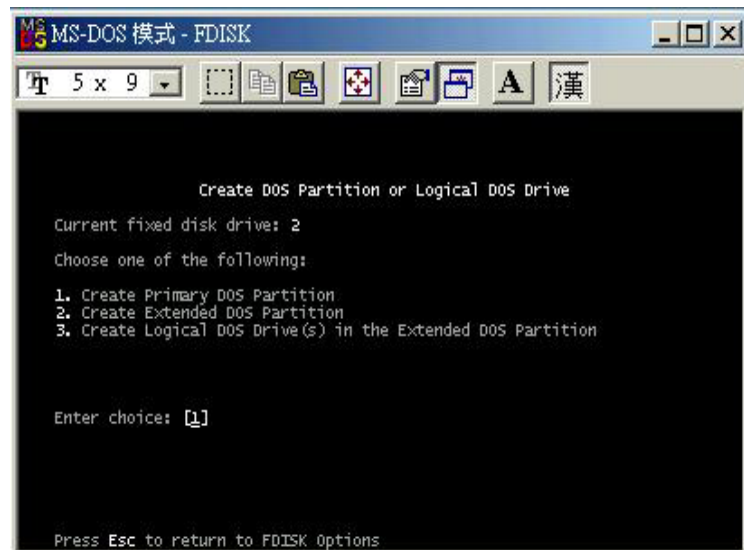 MS-DOS 模式 - FDISK
5 x 9
A 漢
Create DOS Partition or Logical DOS Drive
Current fixed disk drive: 2
Choose one of the following:
1. Create Primary DOS Partition
2. Create Extended DOS Partition
3. Create Logical DOS Drive(s) in the Extended DOS Partition
Enter choice: [1]
Press Esc to return to FDISK Options